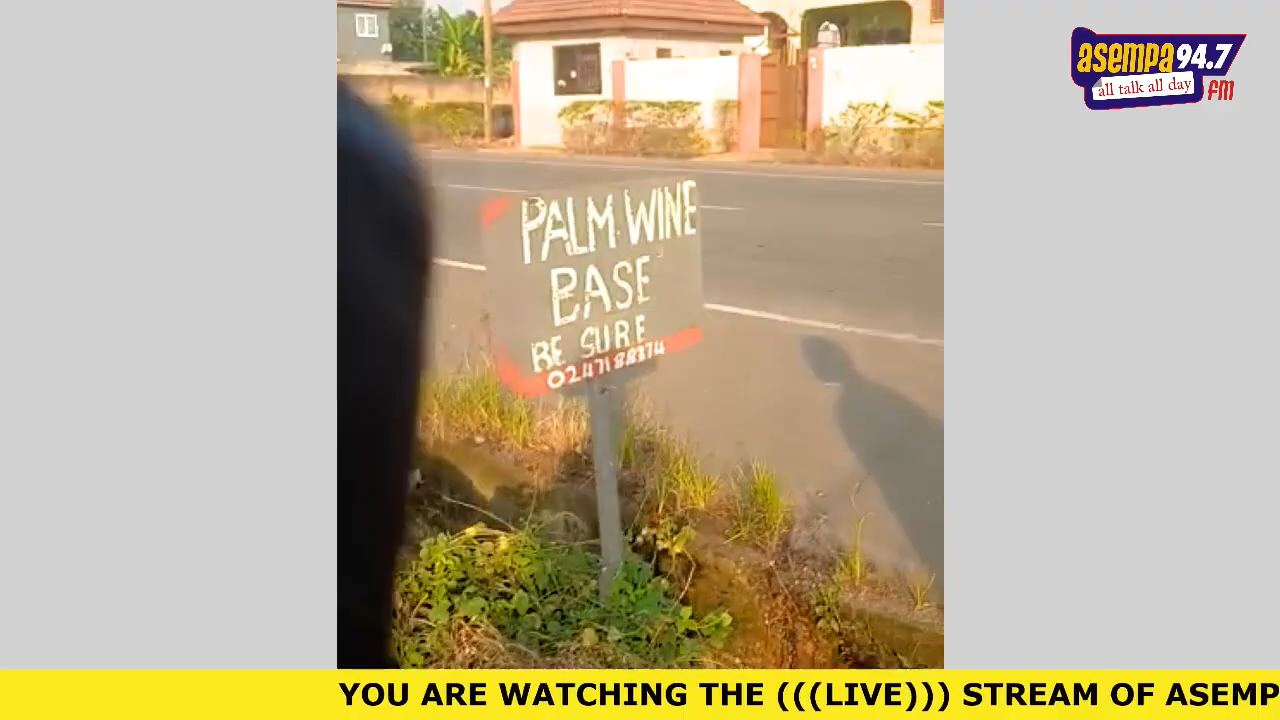 asempa 94.7
all talk all day FM
PALM WINE
BASE
BE SURE
0247188374
YOU ARE WATCHING THE (((LIVE))) STREAM OF ASEMP